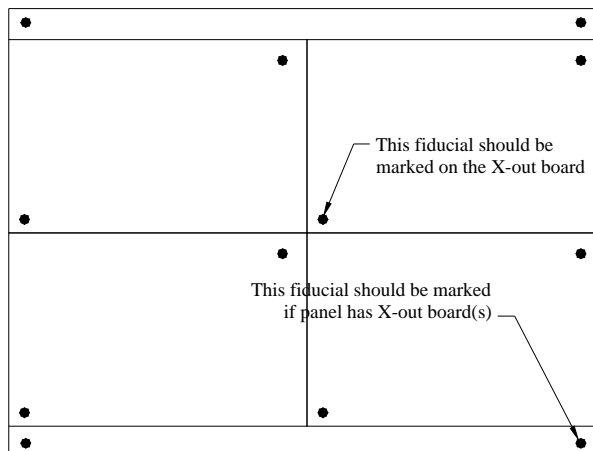 This fiducial should be
marked on the X-out board
This fiducial should be marked
if panel has X-out board(s)